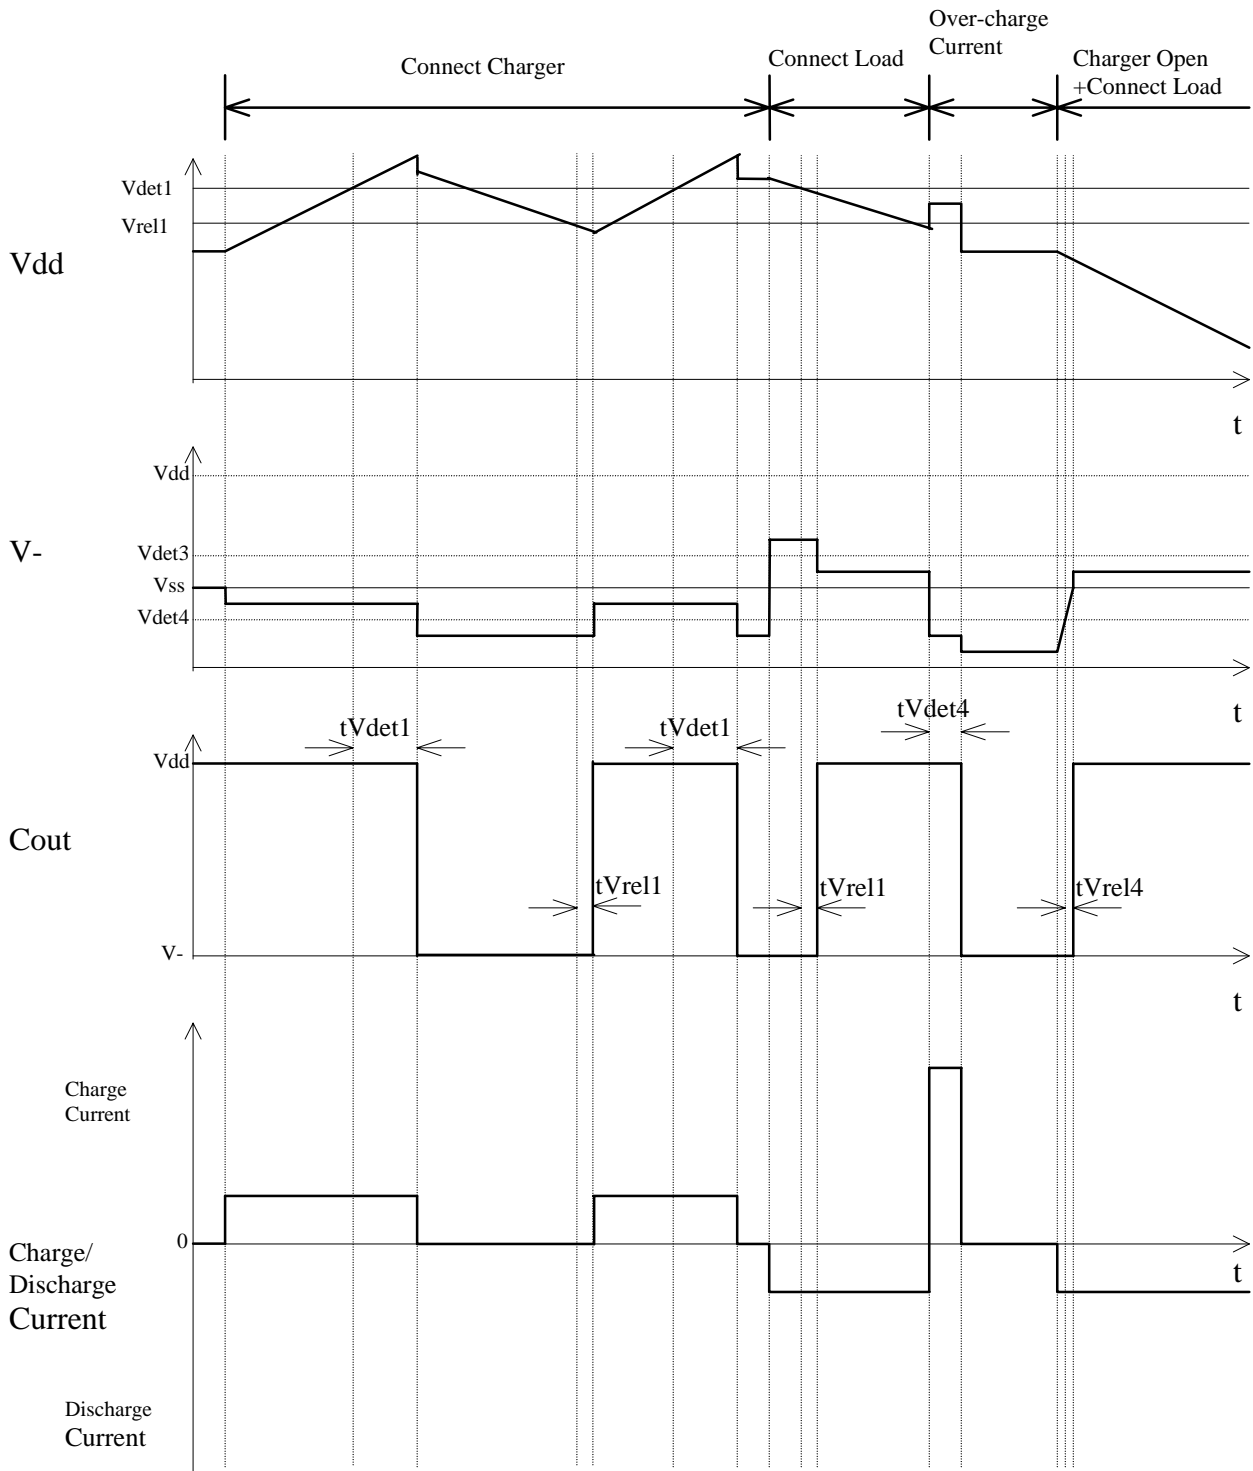 Over-charge
Current
Connect Charger
Connect Load
Charger Open
+Connect Load
Vdet1
Vrel1
Vdd
t
Vdd
V-
Vdet3
Vss
Vdet4
t
tVdet1
tVdet1
tVdet4
Vdd
Cout
tVrel1
tVrel1
tVrel4
V-
t
Charge
Current
0
Charge/
Discharge
Current
t
Discharge
Current